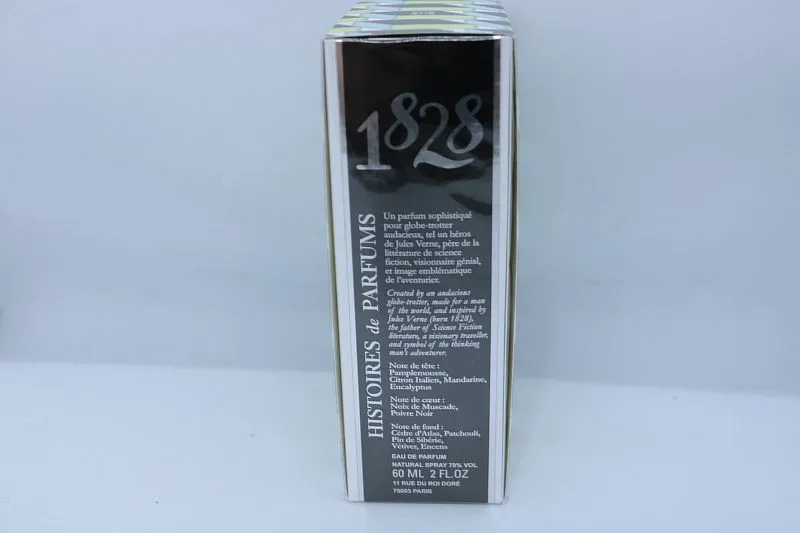 1828
HISTOIRES de PARFUMS
Un parfum sophistiqué
pour globe-trotter
audacieux, tel un héros
de Jules Verne, père de la
littérature de science
fiction, visionnaire génial,
et image emblématique
de l'aventurier.
Created by an audacious
globe-trotter, made for a man
of the world, and inspired by
Jules Verne (born 1828),
the father of Science Fiction
literature, a visionary traveller,
and symbol of the thinking
man's adventurer.
Note de tête :
Pamplemousse,
Citron Italien, Mandarine,
Eucalyptus
Note de cœur :
Noix de Muscade,
Poivre Noir
Note de fond :
Cèdre d'Atlas, Patchouli,
Pin de Sibérie,
Vétiver, Encens
EAU DE PARFUM
NATURAL SPRAY 79% VOL
60 ML 2 FL.OZ
11 RUE DU ROI DORÉ
75003 PARIS